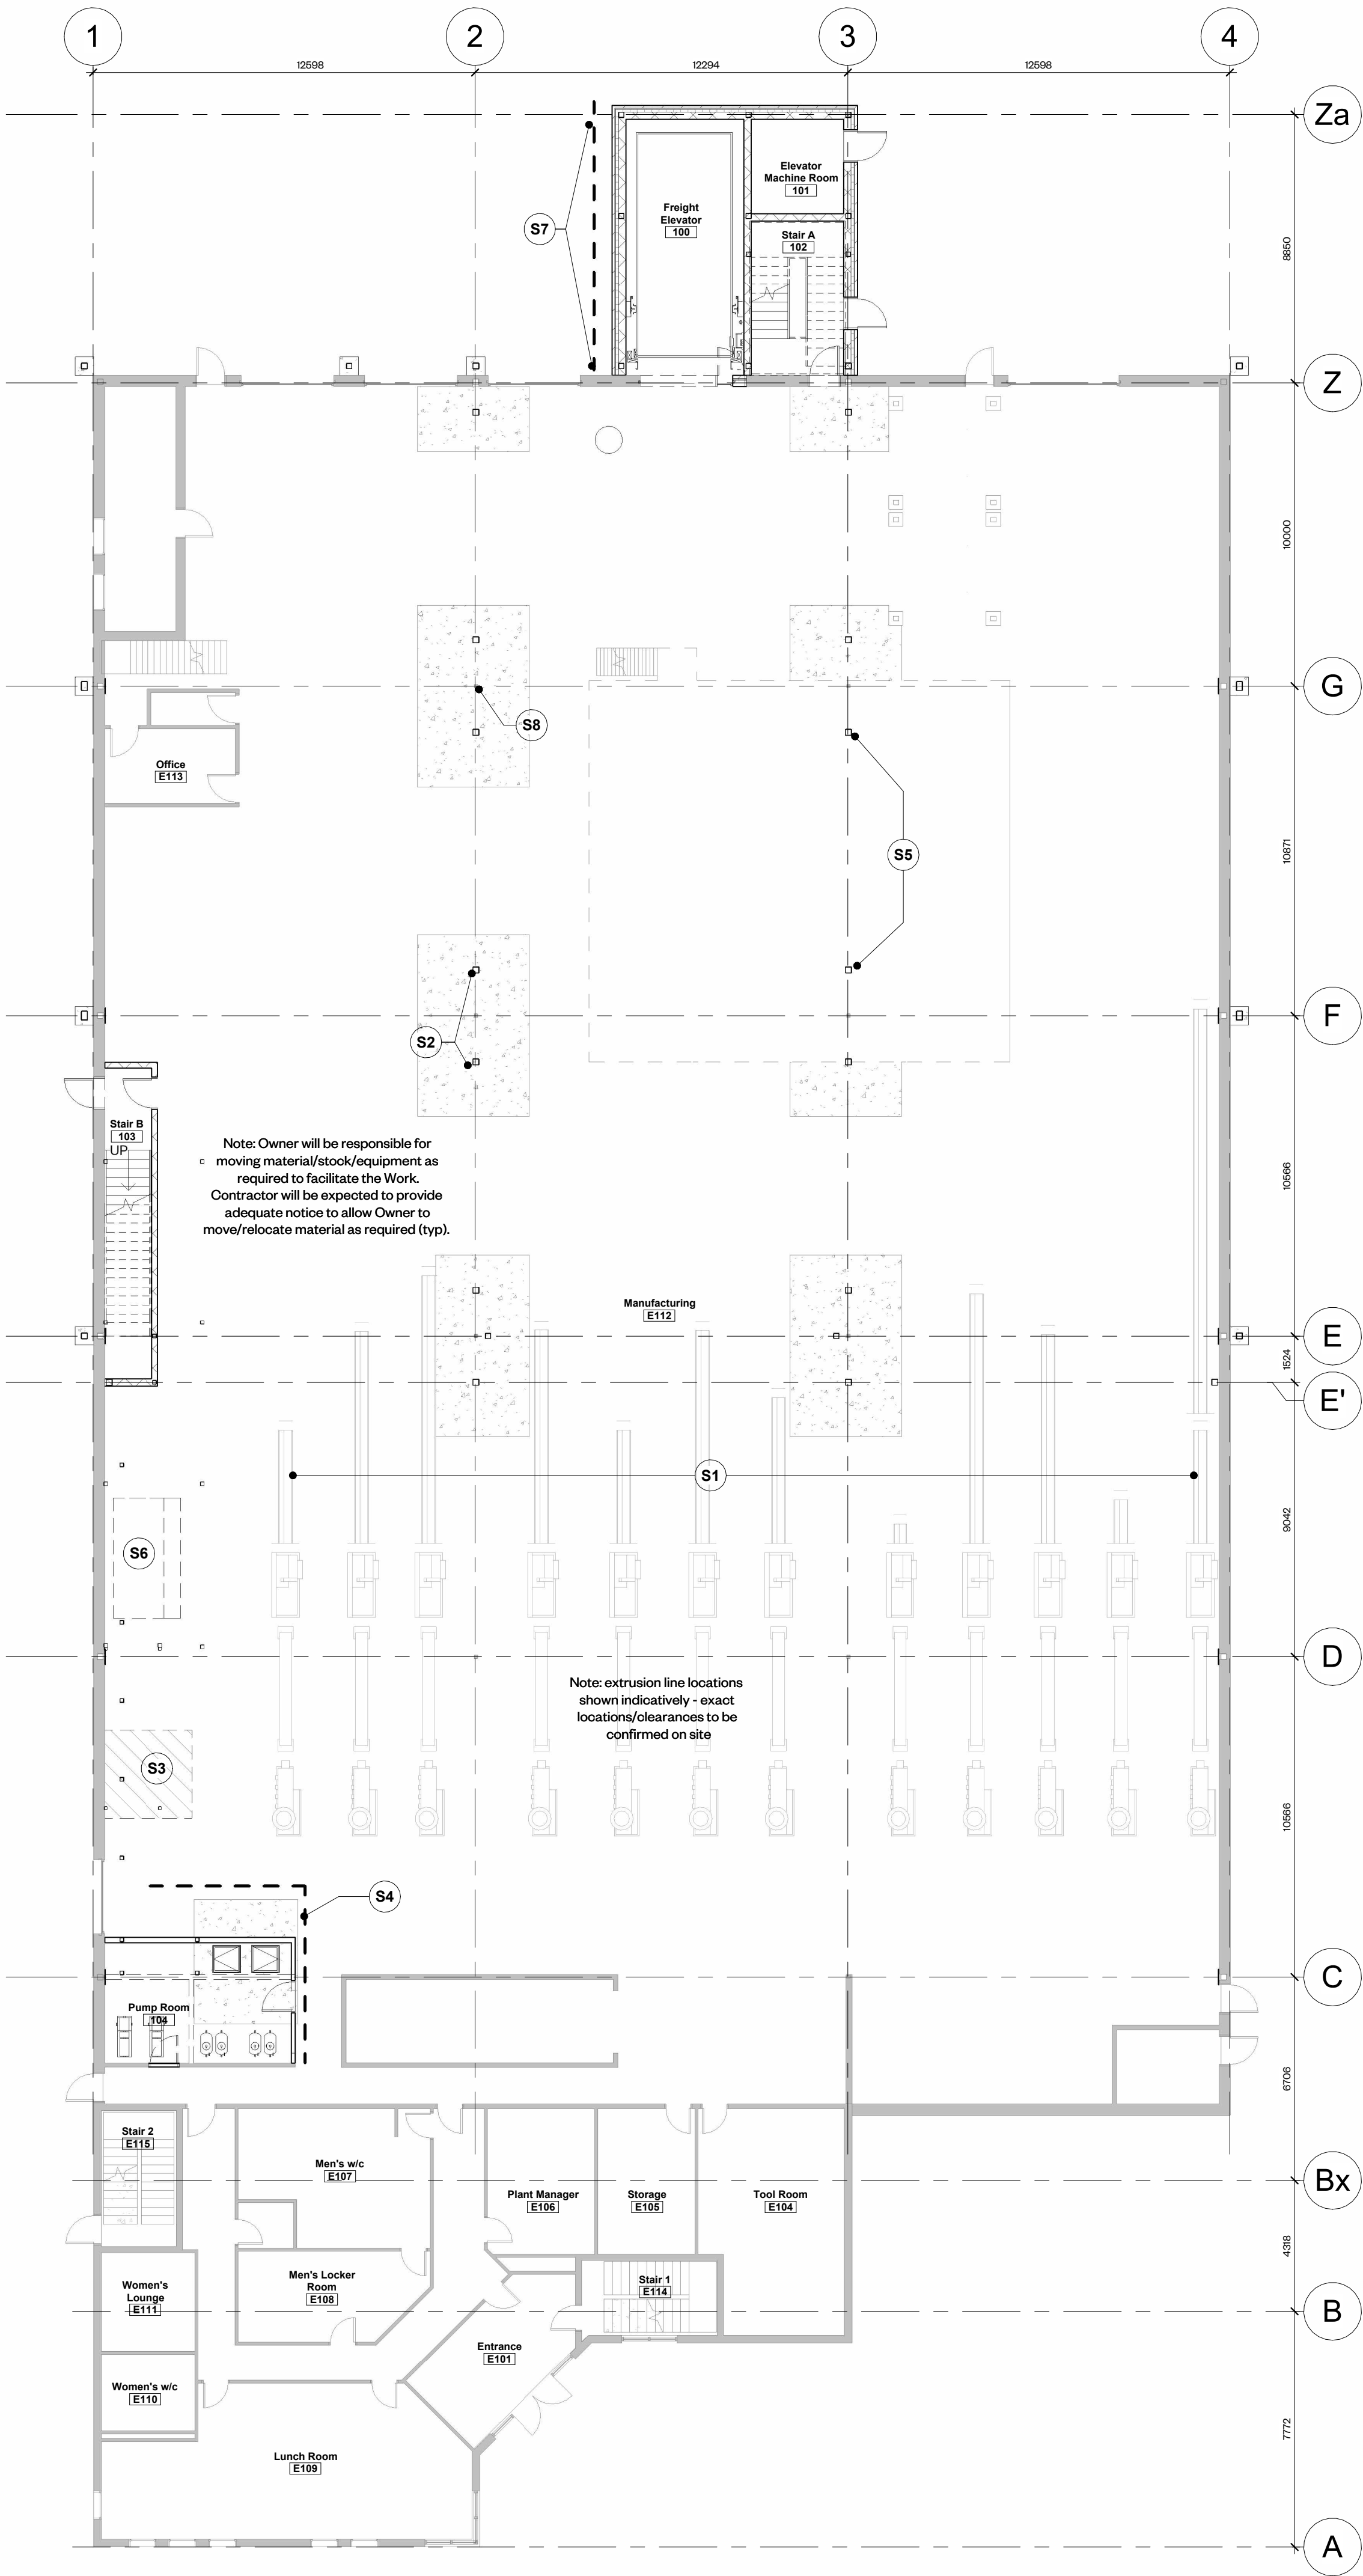 1
2
3
4
12598
12294
12598
Za
Elevator
Machine Room
101
Freight
Elevator
100
S7
Stair A
102
8850
Z
10000
G
S8
Office
E113
S5
10871
F
S2
Stair B
103
UP
Note: Owner will be responsible for
moving material/stock/equipment as
required to facilitate the Work.
Contractor will be expected to provide
adequate notice to allow Owner to
move/relocate material as required (typ).
10566
Manufacturing
E112
E
1524
E'
S1
S6
9042
D
Note: extrusion line locations
shown indicatively - exact
locations/clearances to be
confirmed on site
S3
10566
S4
C
Pump Room
104
6706
Stair 2
E115
Men's w/c
E107
Plant Manager
E106
Storage
E105
Tool Room
E104
Bx
4318
Women's
Lounge
E111
Men's Locker
Room
E108
Stair 1
E114
B
Entrance
E101
Women's w/c
E110
7772
Lunch Room
E109
A